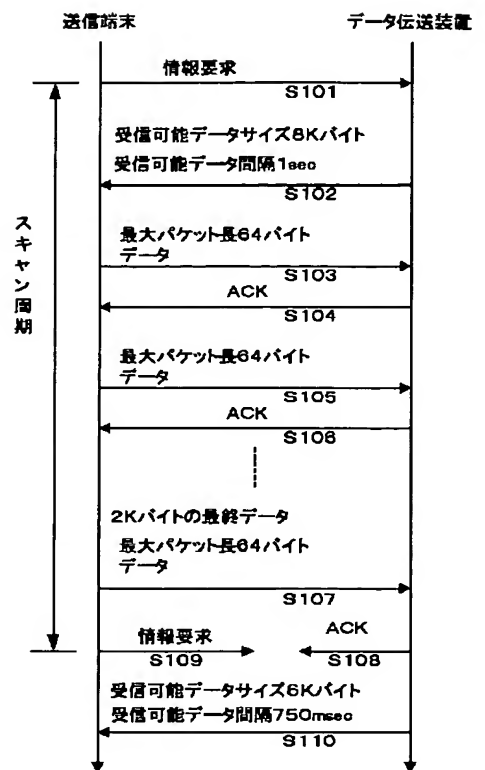 送信端末
データ伝送装置
情報要求
S101
受信可能データサイズ8Kバイト
受信可能データ間隔1sec
S102
スキャン周期
最大パケット長64バイト
データ
S103
ACK
S104
最大パケット長64バイト
データ
S105
ACK
S106
2Kバイトの最終データ
最大パケット長64バイト
データ
S107
情報要求
ACK
S109
S108
受信可能データサイズ6Kバイト
受信可能データ間隔750msec
S110